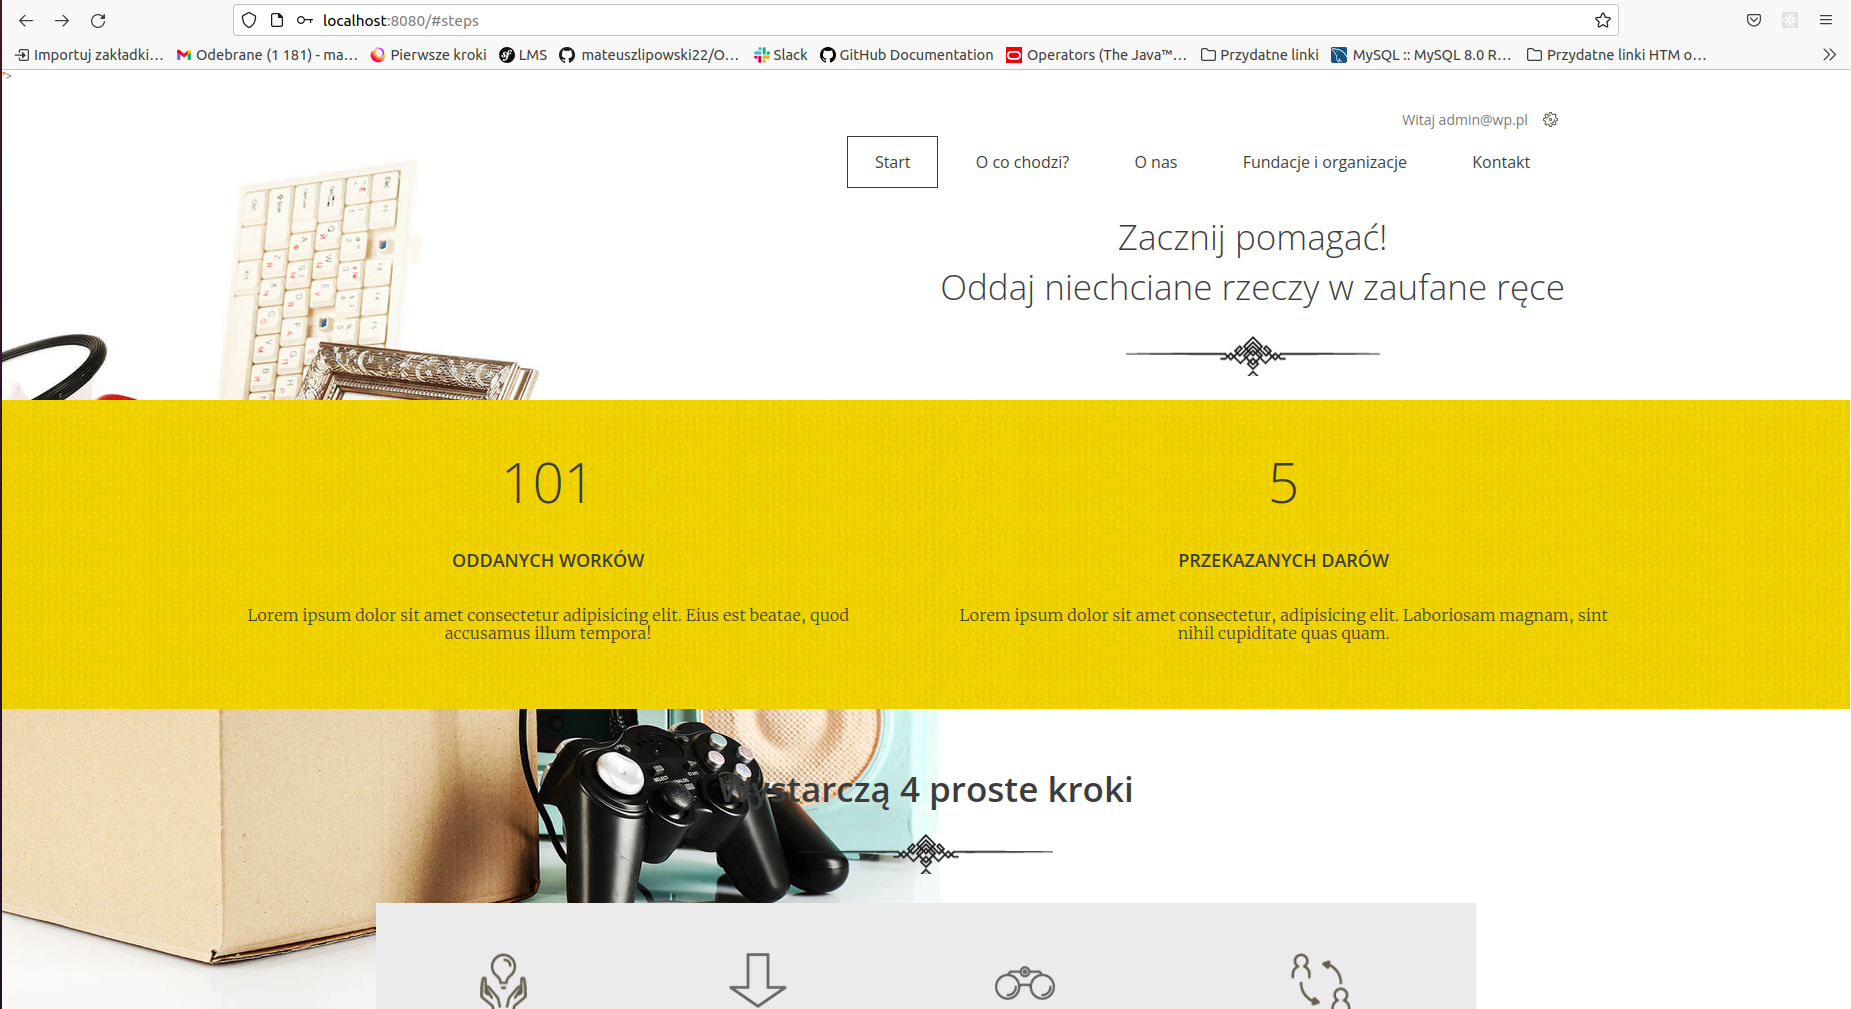 localhost:8080/#steps
Importuj zakładki… Odebrane (1 181) - ma… Pierwsze kroki LMS mateuszlipowski22/O… Slack GitHub Documentation Operators (The Java™… Przydatne linki MySQL :: MySQL 8.0 R… Przydatne linki HTM o…
">
Witaj admin@wp.pl
Start O co chodzi? O nas Fundacje i organizacje Kontakt
Zacznij pomagać!
Oddaj niechciane rzeczy w zaufane ręce
101 5
ODDANYCH WORKÓW PRZEKAZANYCH DARÓW
Lorem ipsum dolor sit amet consectetur adipisicing elit. Eius est beatae, quod
accusamus illum tempora!
Lorem ipsum dolor sit amet consectetur, adipisicing elit. Laboriosam magnam, sint
nihil cupiditate quas quam.
SELECT START
Wystarczą 4 proste kroki